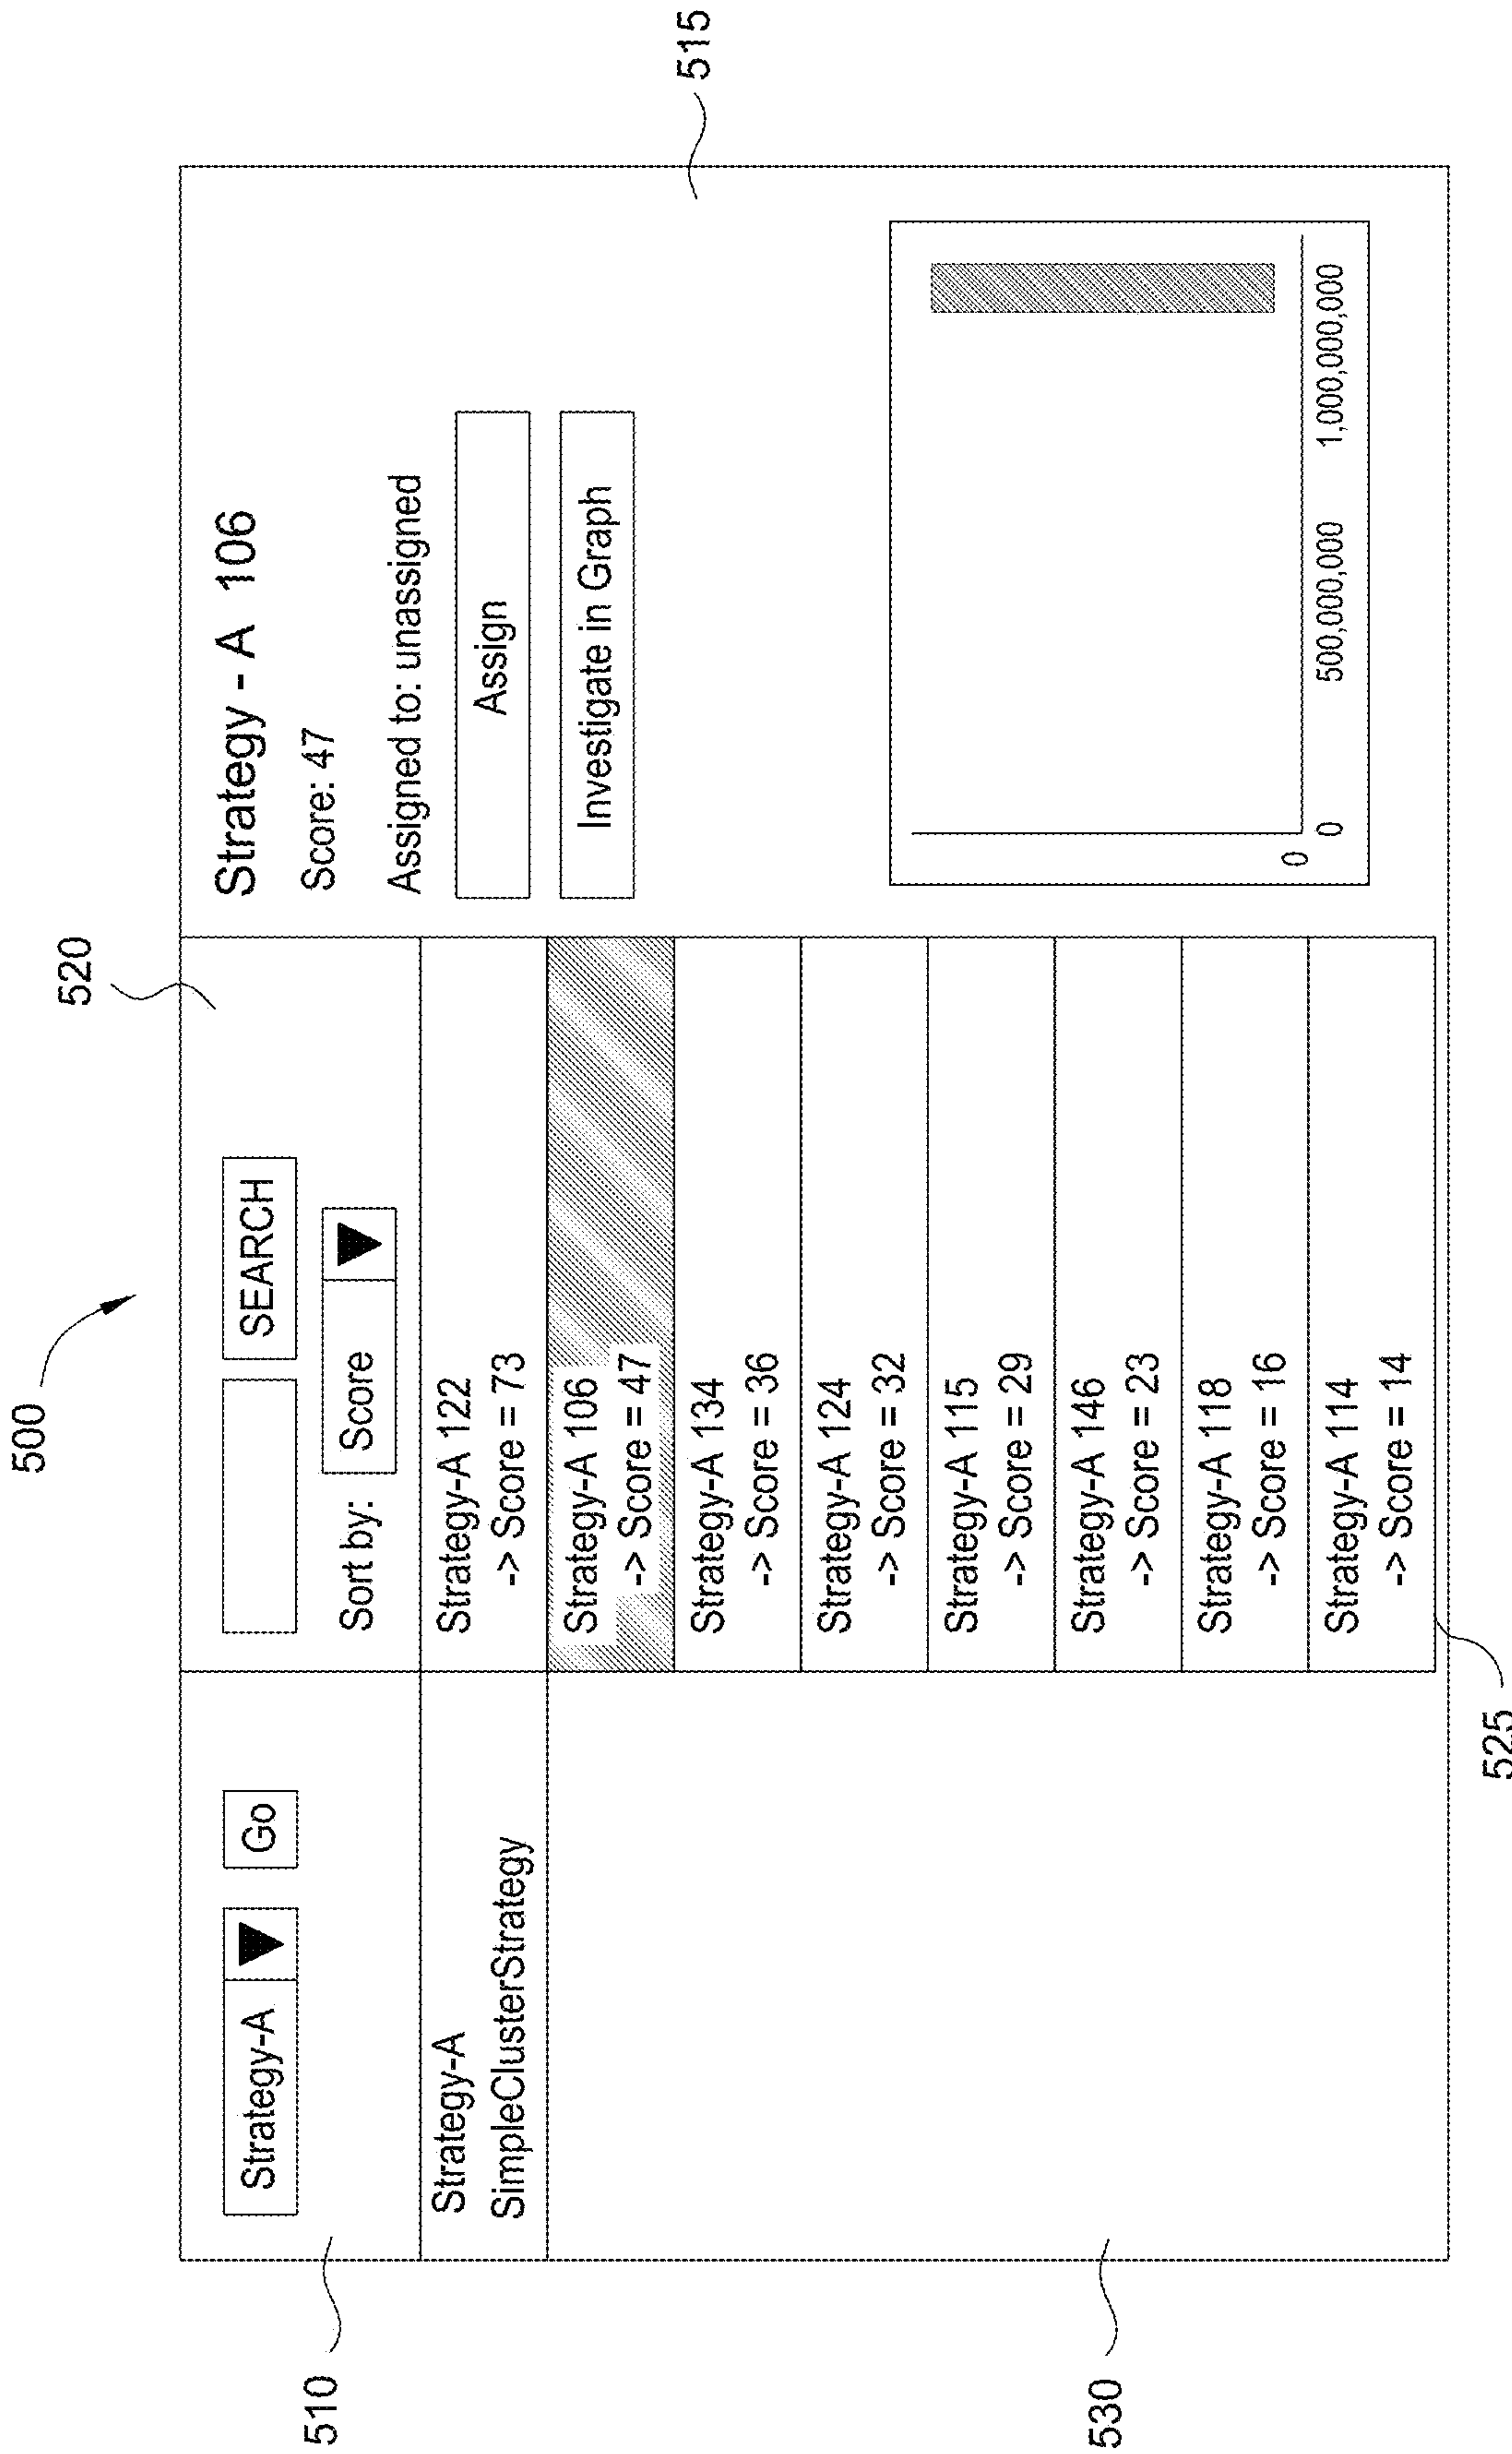 500
520
510
Strategy-A
Go
SEARCH
Sort by:
Score
Strategy-A
SimpleClusterStrategy
Strategy-A 122
-> Score = 73
Strategy-A 106
-> Score = 47
Strategy-A 134
-> Score = 36
Strategy-A 124
-> Score = 32
Strategy-A 115
-> Score = 29
Strategy-A 146
-> Score = 23
Strategy-A 118
-> Score = 16
Strategy-A 114
-> Score = 14
Strategy - A 106
Score: 47
Assigned to: unassigned
Assign
Investigate in Graph
0
0
500,000,000
1,000,000,000
515
530
525